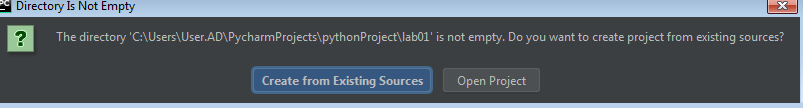 PC Directory Is Not Empty
?
The directory 'C:\Users\User.AD\PycharmProjects\pythonProject\lab01' is not empty. Do you want to create project from existing sources?
Create from Existing Sources Open Project